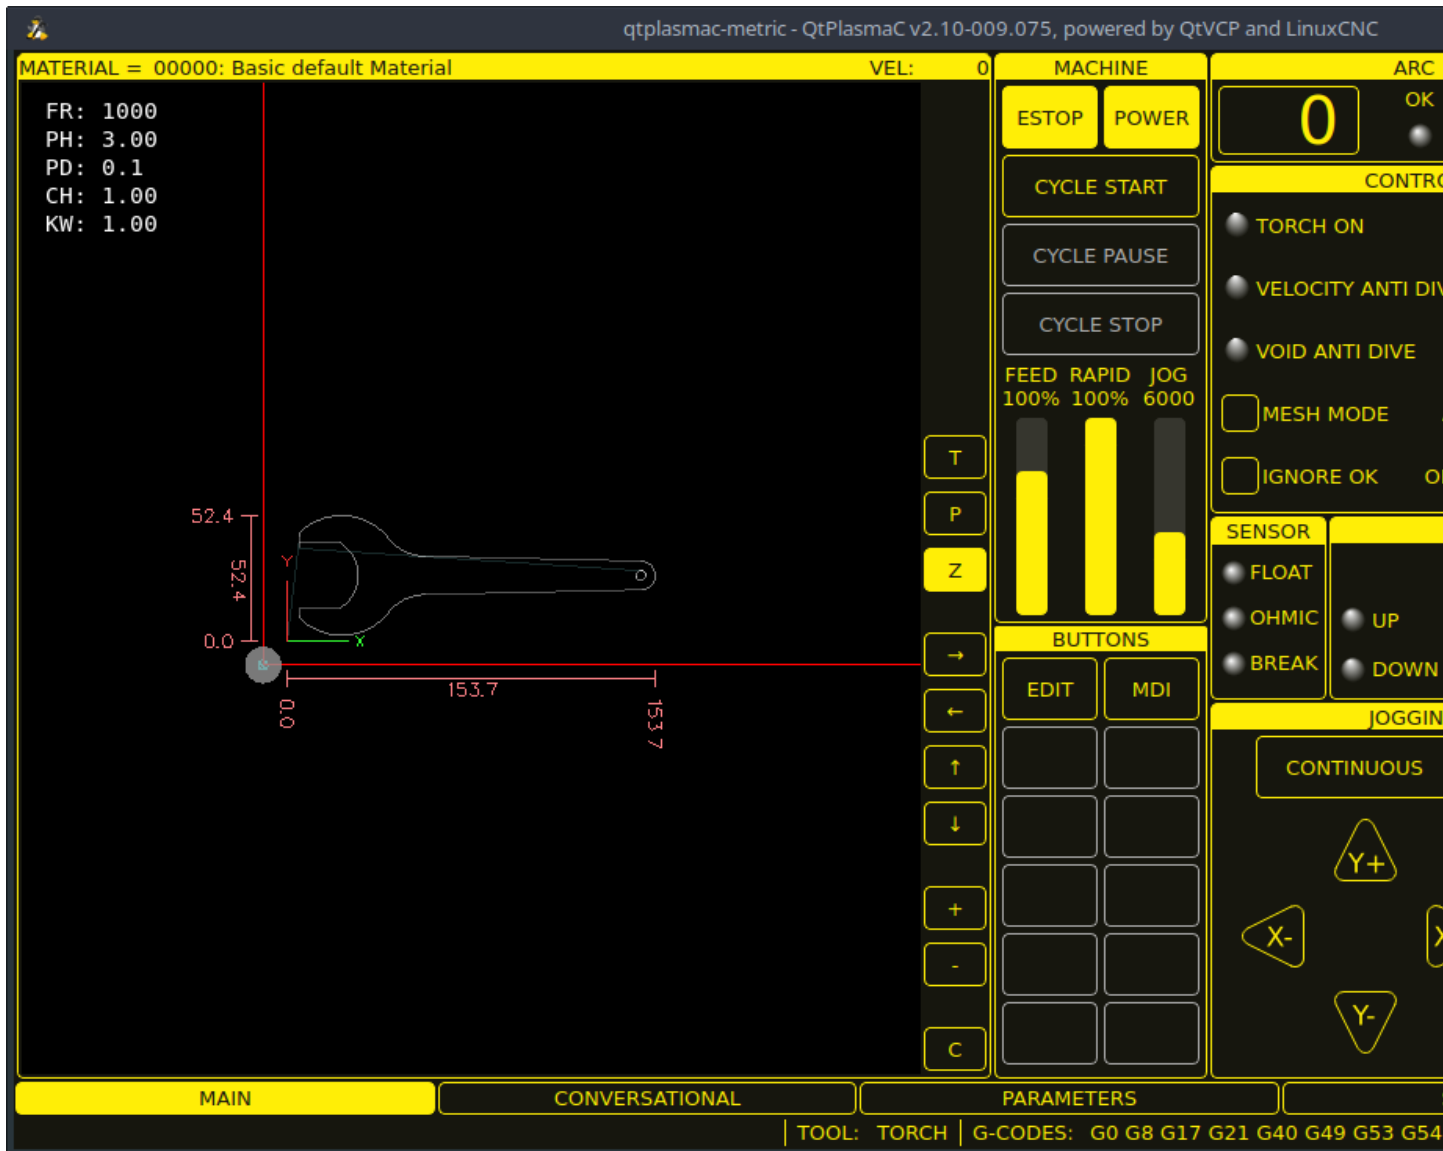 qtplasmac-metric - QtPlasmaC v2.10-009.075, powered by QtVCP and LinuxCNC
MATERIAL = 00000: Basic default Material
VEL: 0
FR: 1000
PH: 3.00
PD: 0.1
CH: 1.00
KW: 1.00
52.4
52.4
0.0
Y
X
153.7
0.0
153.7
T
P
Z
→
←
↑
↓
+
-
C
MACHINE
ESTOP POWER
CYCLE START
CYCLE PAUSE
CYCLE STOP
FEED RAPID JOG
100% 100% 6000
BUTTONS
EDIT MDI
ARC
0 OK
CONTRO
TORCH ON
VELOCITY ANTI DIV
VOID ANTI DIVE
MESH MODE
IGNORE OK
SENSOR
FLOAT
OHMIC
BREAK
UP
DOWN
JOGGIN
CONTINUOUS
Y+
X-
Y-
MAIN CONVERSATIONAL PARAMETERS
TOOL: TORCH G-CODES: G0 G8 G17 G21 G40 G49 G53 G54